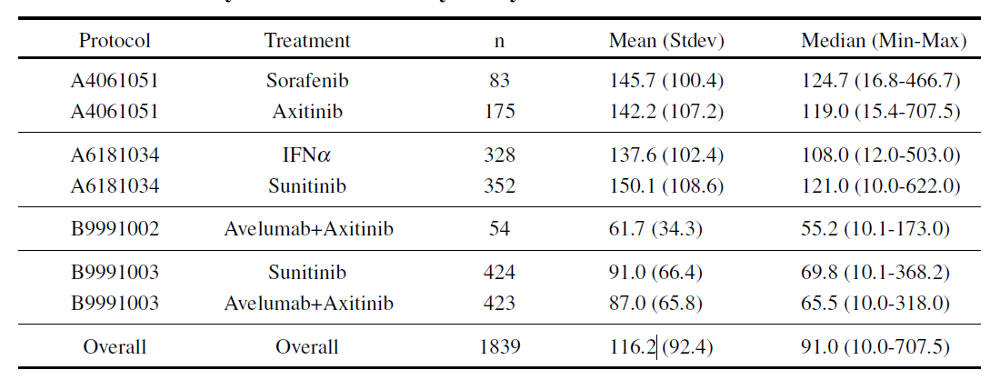 Protocol Treatment n Mean (Stdev) Median (Min-Max)
A4061051 Sorafenib 83 145.7 (100.4) 124.7 (16.8-466.7)
A4061051 Axitinib 175 142.2 (107.2) 119.0 (15.4-707.5)
A6181034 IFNα 328 137.6 (102.4) 108.0 (12.0-503.0)
A6181034 Sunitinib 352 150.1 (108.6) 121.0 (10.0-622.0)
B9991002 Avelumab+Axitinib 54 61.7 (34.3) 55.2 (10.1-173.0)
B9991003 Sunitinib 424 91.0 (66.4) 69.8 (10.1-368.2)
B9991003 Avelumab+Axitinib 423 87.0 (65.8) 65.5 (10.0-318.0)
Overall Overall 1839 116.2 (92.4) 91.0 (10.0-707.5)